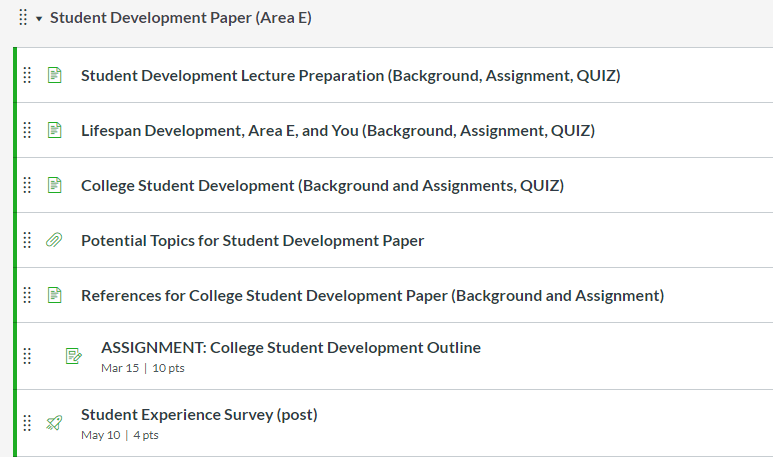 Student Development Paper (Area E)
Student Development Lecture Preparation (Background, Assignment, QUIZ)
Lifespan Development, Area E, and You (Background, Assignment, QUIZ)
College Student Development (Background and Assignments, QUIZ)
Potential Topics for Student Development Paper
References for College Student Development Paper (Background and Assignment)
ASSIGNMENT: College Student Development Outline
Mar 15 | 10 pts
Student Experience Survey (post)
May 10 | 4 pts